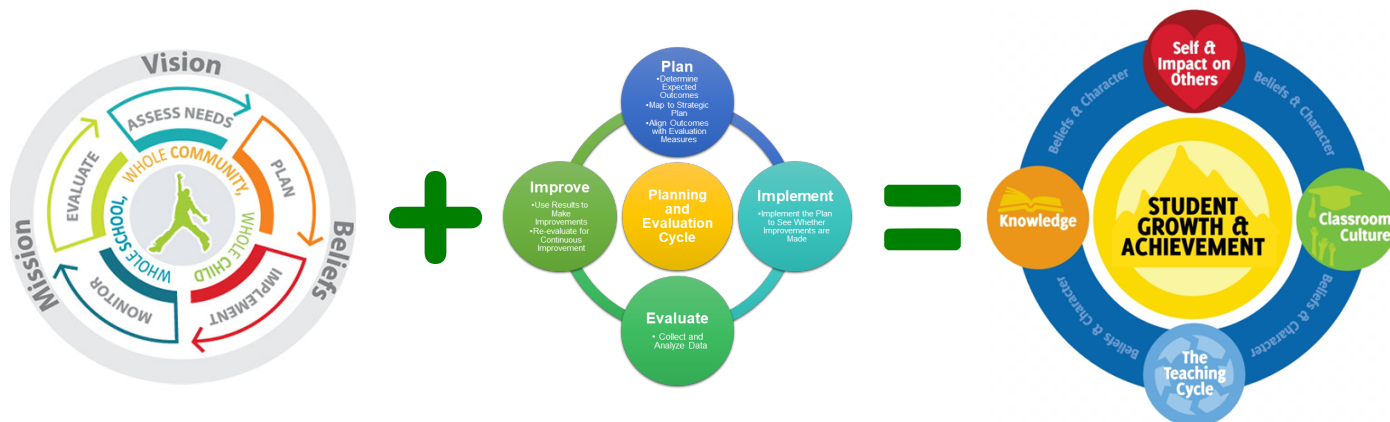 Vision
Mission
Beliefs
ASSESS NEEDS
PLAN
IMPLEMENT
MONITOR
EVALUATE
WHOLE SCHOOL,
WHOLE COMMUNITY,
WHOLE CHILD
Plan
•Determine
Expected
Outcomes
•Map to Strategic
Plan
•Align Outcomes
with Evaluation
Measures
Improve
•Use Results to
Make
Improvements
•Re-evaluate for
Continuous
Improvement
Planning
and
Evaluation
Cycle
Implement
•Implement the Plan
to See Whether
Improvements are
Made
Evaluate
• Collect and
Analyze Data
Self &
Impact on
Others
Beliefs & Character
Beliefs & Character
Knowledge
STUDENT
GROWTH &
ACHIEVEMENT
Classroom
Culture
Beliefs & Character
Beliefs & Character
The
Teaching
Cycle